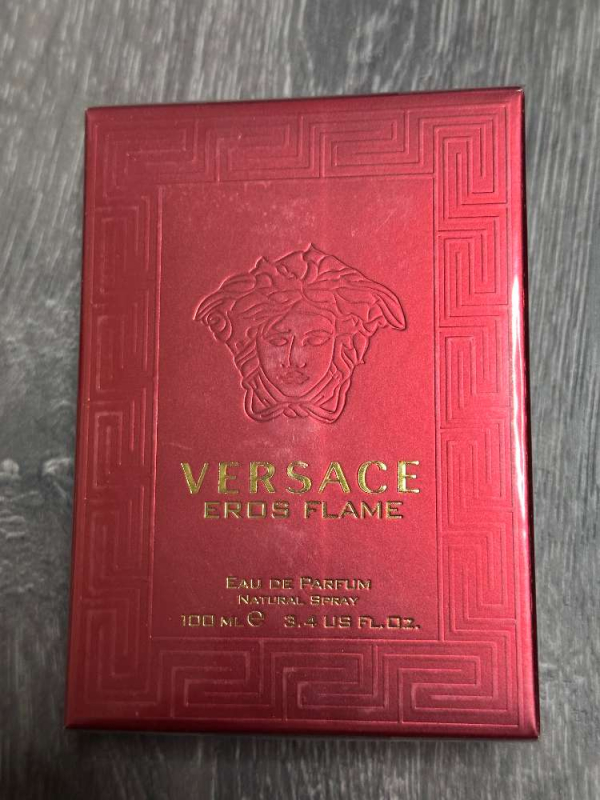 VERSACE
EROS FLAME
EAU DE PARFUM
NATURAL SPRAY
100 ML ℮ 3.4 US FL.OZ.